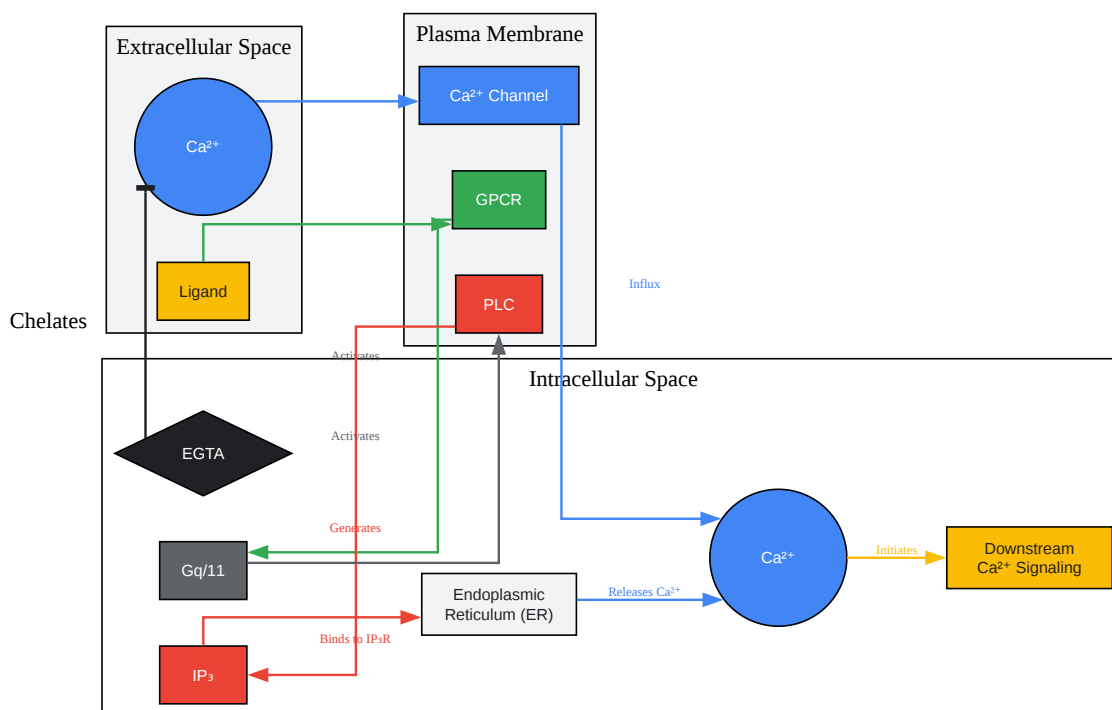 Extracellular Space
Plasma Membrane
Ca²⁺ Channel
Ca²⁺
GPCR
Ligand
PLC
Influx
Chelates
Activates
Intracellular Space
Activates
EGTA
Generates
Gq/11
Ca²⁺
Initiates
Downstream
Ca²⁺ Signaling
Endoplasmic
Reticulum (ER)
Releases Ca²⁺
Binds to IP₃R
IP₃